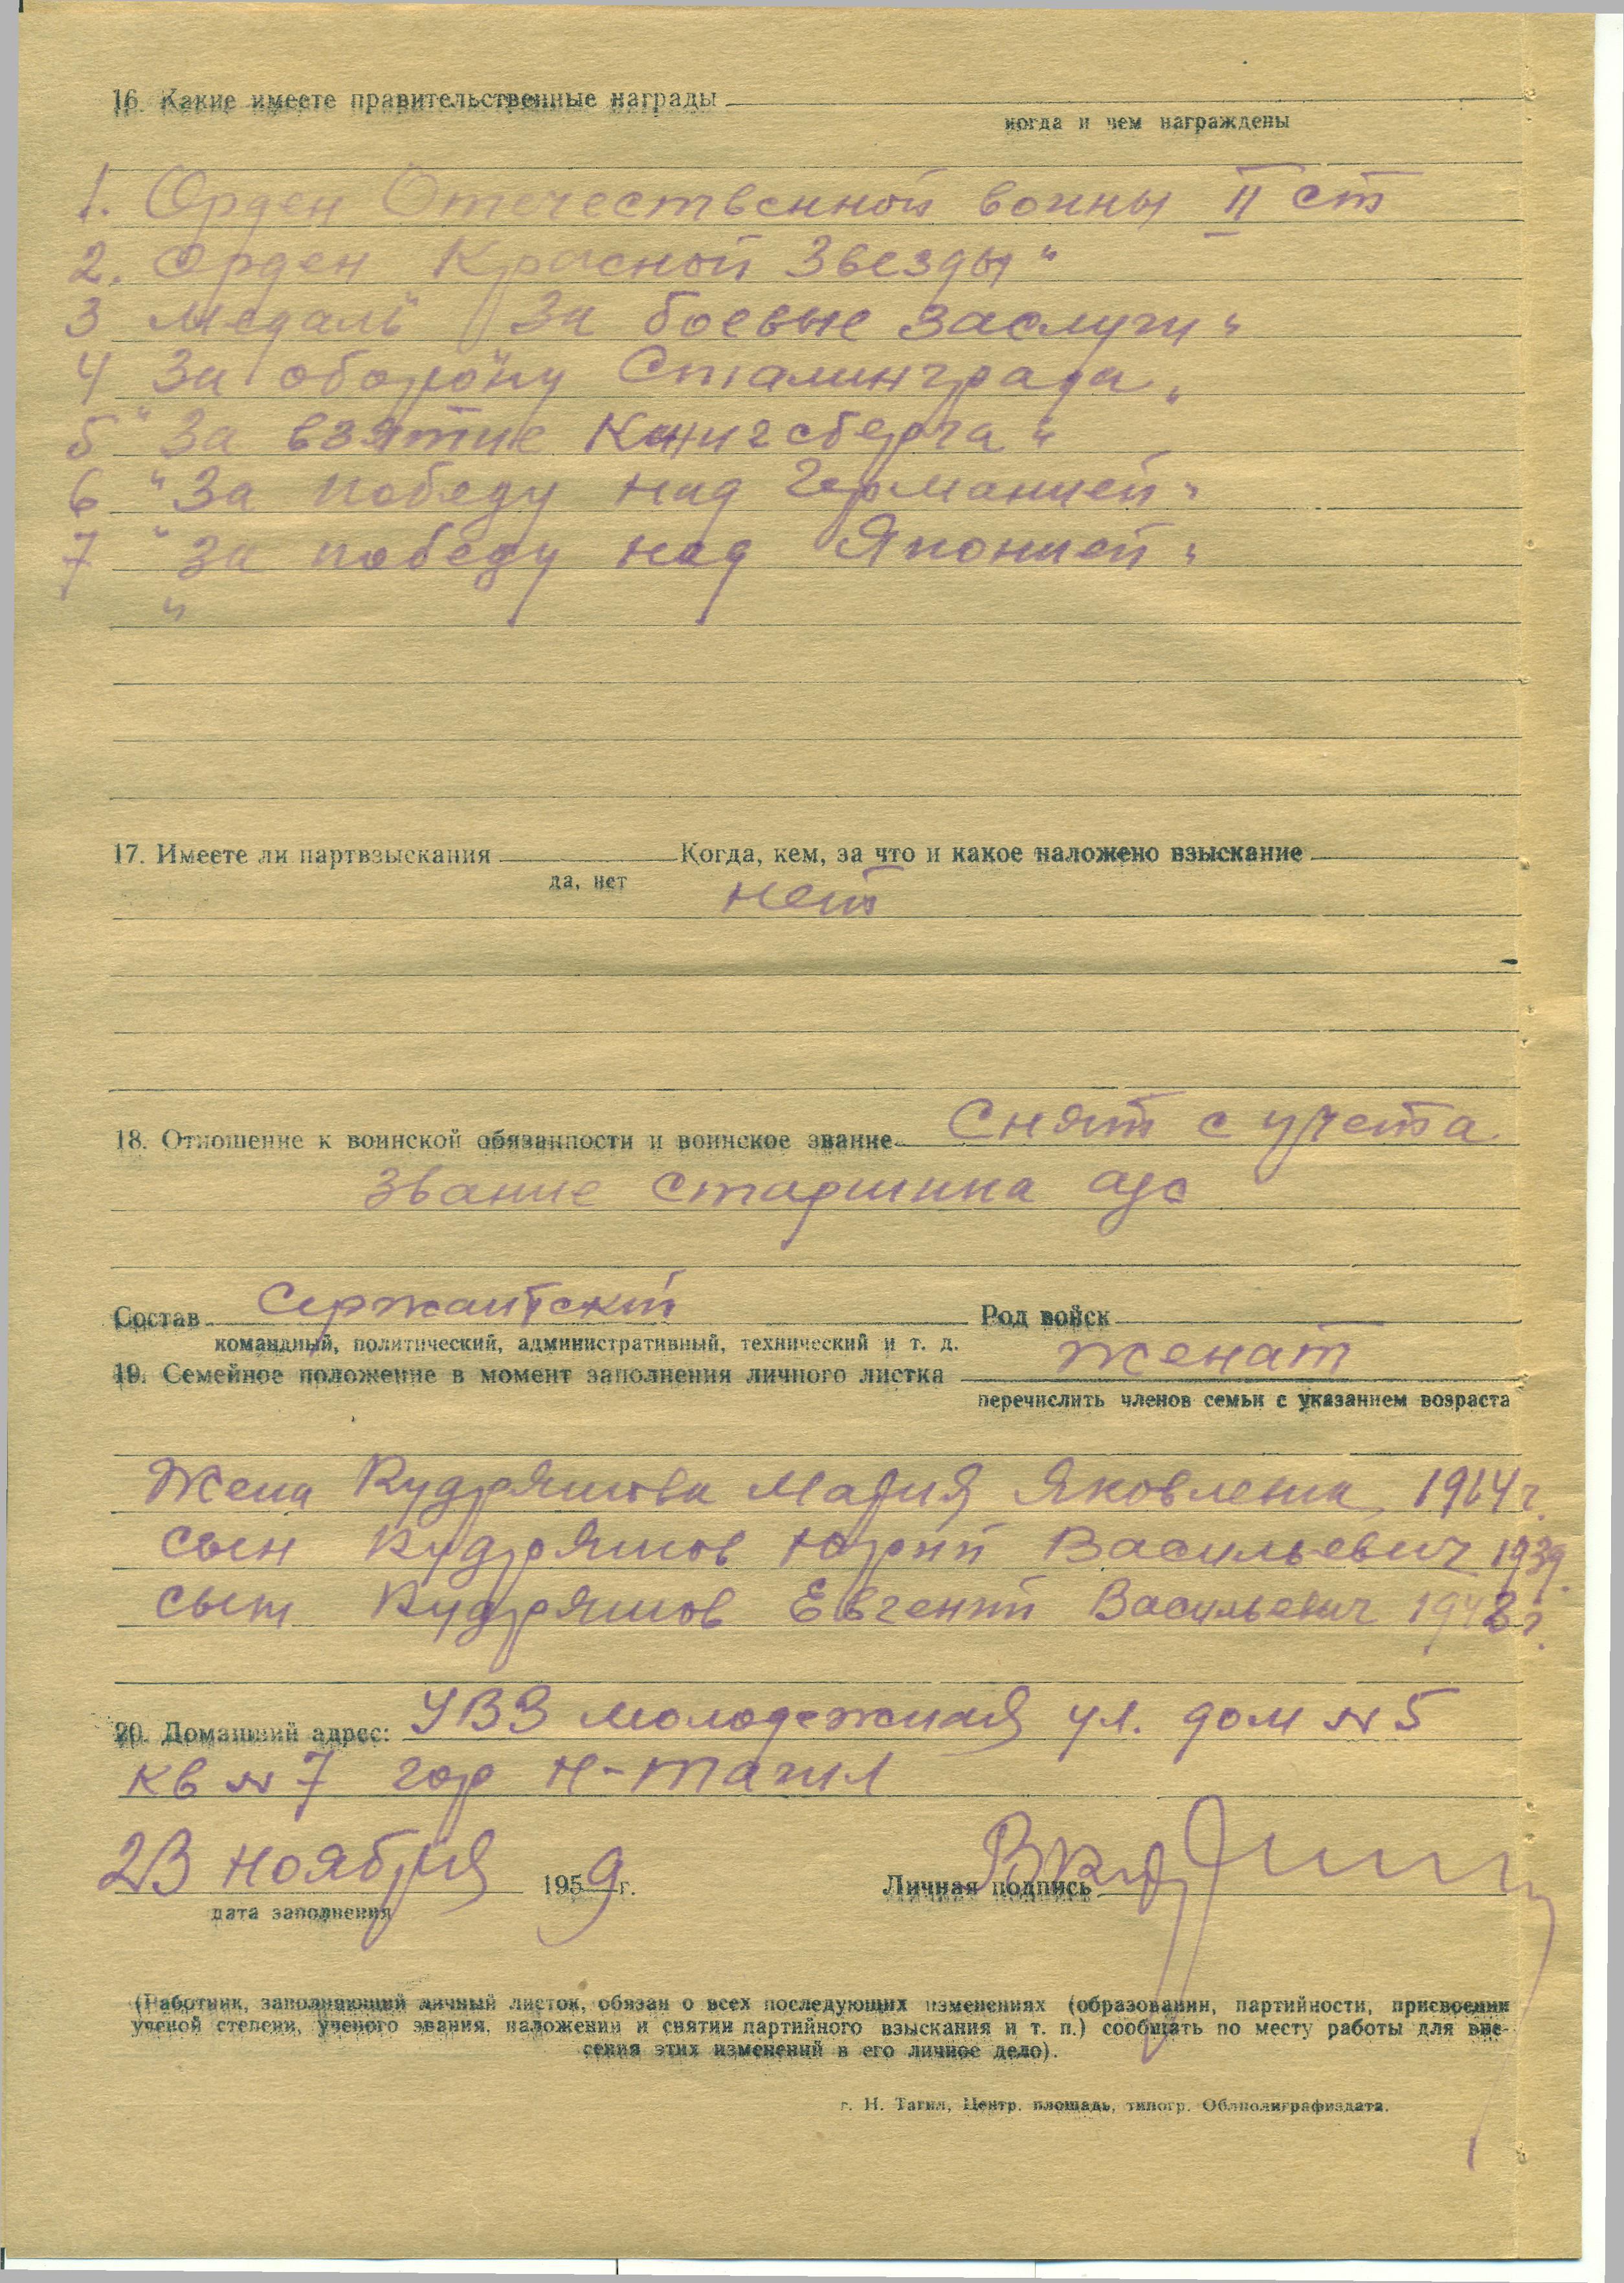 16. Какие имеете правительственные награды
когда и чем награждены
1. Орден Отечественной войны II ст
2. Орден Красной Звезды"
3 Медаль "За боевые заслуги"
4 "За оборону Сталинграда"
5 "За взятие Кенигсберга"
6 "За победу над Германией"
7 "За победу над Японией"
"
17. Имеете ли партвзыскания Когда, кем, за что и какое наложено взыскание
да, нет
нет
18. Отношение к воинской обязанности и воинское звание Снят с учета
звание старшина
Состав Сержантский Род войск
командный, политический, административный, технический и т. д.
19. Семейное положение в момент заполнения личного листка женат
перечислить членов семьи с указанием возраста
Жена Кудряшова Мария Яковлевна 1914 г.
сын Кудряшов Юрий Васильевич 1939.
сын Кудряшов Евгений Васильевич 1948 г.
20. Домашний адрес: УВЗ молодежная ул. дом № 5
кв № 7 гор Н-Тагил
23 ноября 1959 г. Личная подпись
дата заполнения
(Работник, заполняющий личный листок, обязан о всех последующих изменениях (образовании, партийности, присвоении
ученой степени, ученого звания, наложении и снятии партийного взыскания и т. п.) сообщать по месту работы для вне-
сения этих изменений в его личное дело).
г. Н. Тагил, Центр. площадь, типогр. Облполиграфиздата.